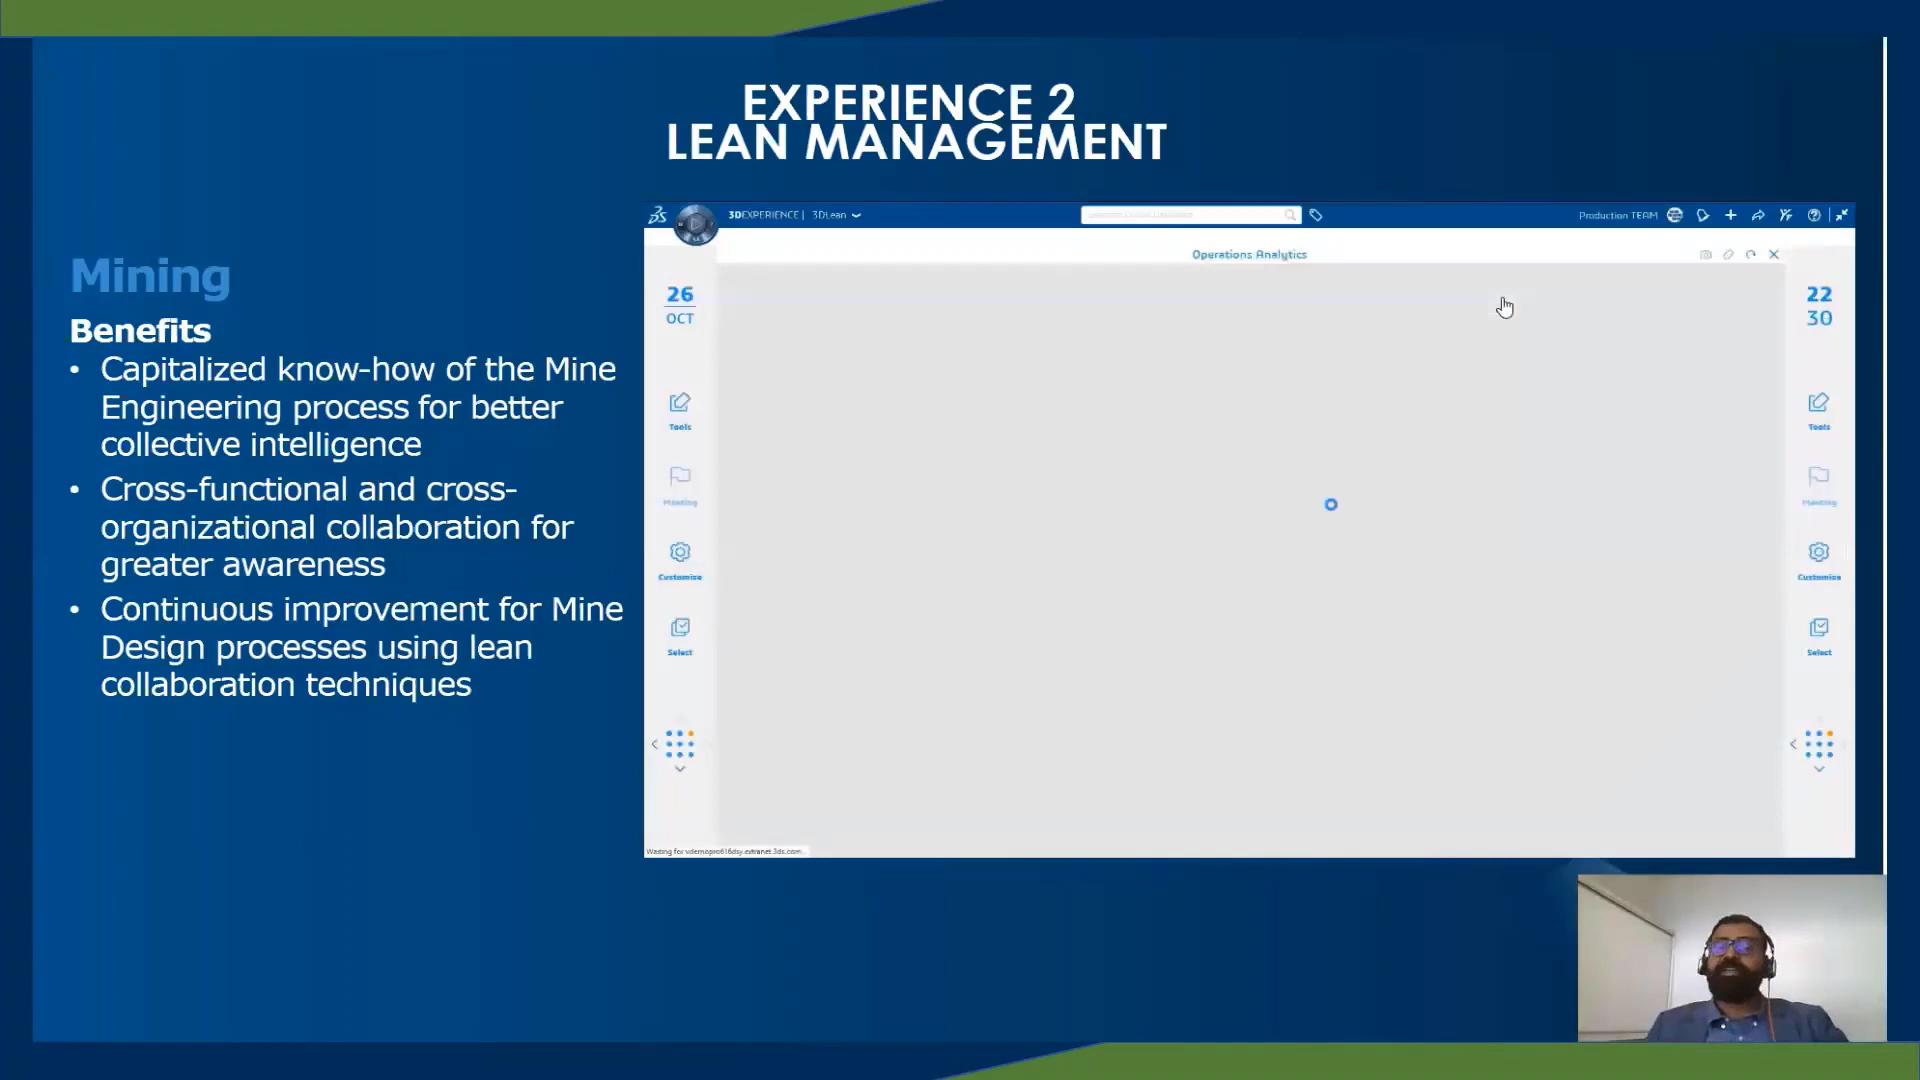 EXPERIENCE 2
LEAN MANAGEMENT
Mining
Benefits
• Capitalized know-how of the Mine
Engineering process for better
collective intelligence
• Cross-functional and cross-
organizational collaboration for
greater awareness
• Continuous improvement for Mine
Design processes using lean
collaboration techniques
3DEXPERIENCE | 3DLean
Production TEAM
Operations Analytics
26
OCT
Tools
Meeting
Customize
Select
22
30
Tools
Meeting
Customize
Select